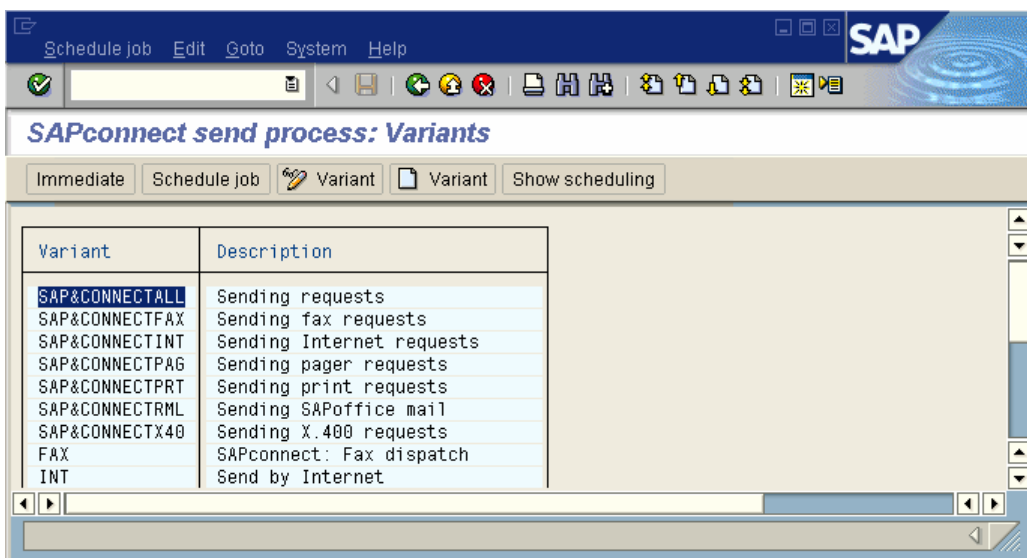 Schedule job Edit Goto System Help
SAP
SAPconnect send process: Variants
Immediate Schedule job Variant Variant Show scheduling
Variant Description
SAP&CONNECTALL Sending requests
SAP&CONNECTFAX Sending fax requests
SAP&CONNECTINT Sending Internet requests
SAP&CONNECTPAG Sending pager requests
SAP&CONNECTPRT Sending print requests
SAP&CONNECTRML Sending SAPoffice mail
SAP&CONNECTX40 Sending X.400 requests
FAX SAPconnect: Fax dispatch
INT Send by Internet